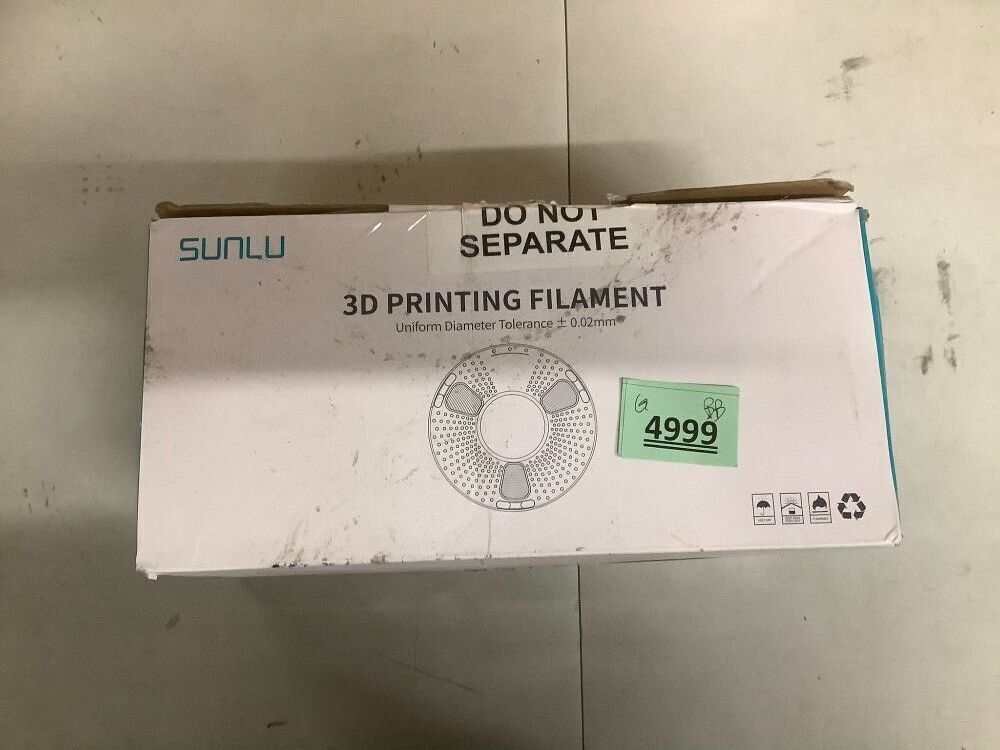 DO NOT
SEPARATE
SUNLU
3D PRINTING FILAMENT
Uniform Diameter Tolerance ± 0.02mm
G BB
4999